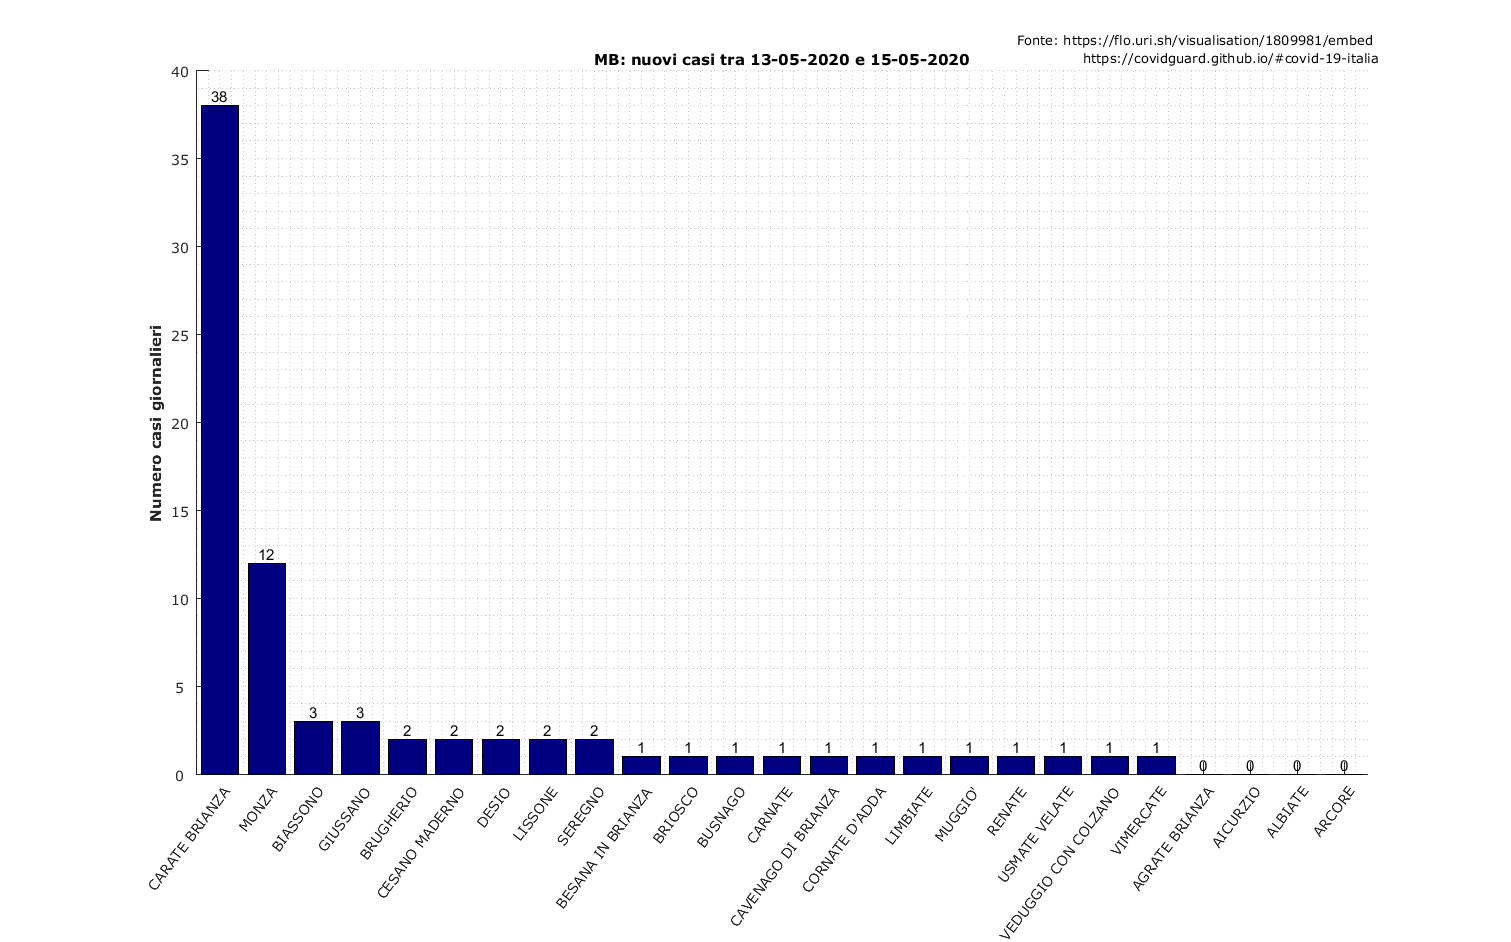 Fonte: https://flo.uri.sh/visualisation/1809981/embed
https://covidguard.github.io/#covid-19-italia
MB: nuovi casi tra 13-05-2020 e 15-05-2020
Numero casi giornalieri
40
35
30
25
20
15
10
5
0
38
12
3
3
2
2
2
2
2
1
1
1
1
1
1
1
1
1
1
1
1
0
0
0
0
CARATE BRIANZA
MONZA
BIASSONO
GIUSSANO
BRUGHERIO
CESANO MADERNO
DESIO
LISSONE
SEREGNO
BESANA IN BRIANZA
BRIOSCO
BUSNAGO
CARNATE
CAVENAGO DI BRIANZA
CORNATE D'ADDA
LIMBIATE
MUGGIO'
RENATE
USMATE VELATE
VEDUGGIO CON COLZANO
VIMERCATE
AGRATE BRIANZA
AICURZIO
ALBIATE
ARCORE